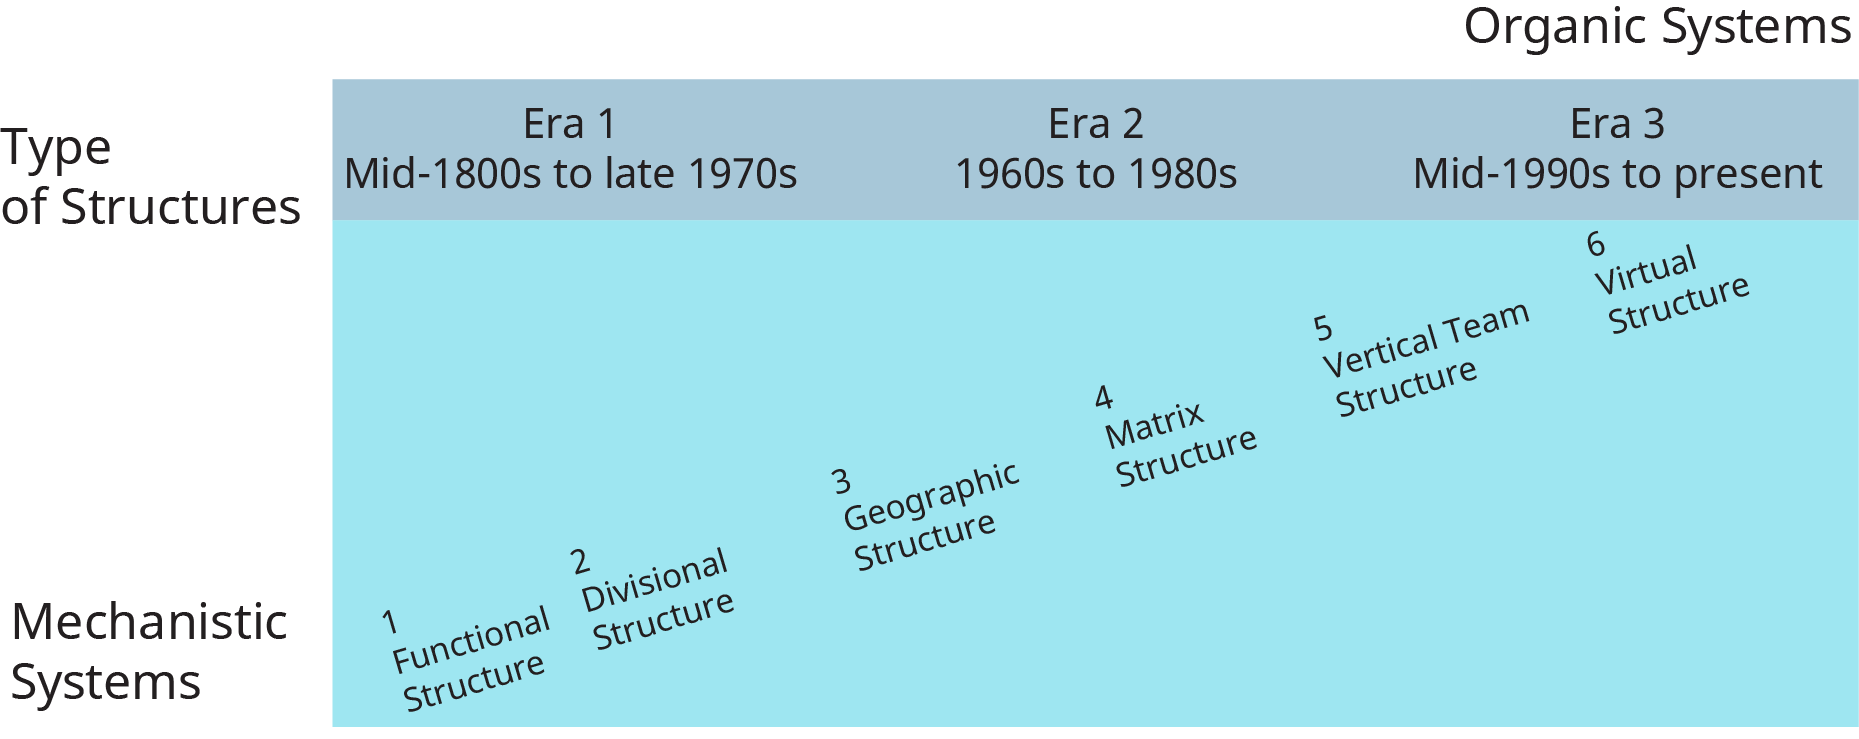 Organic Systems
Type
of Structures
Era 1
Mid-1800s to late 1970s
Era 2
1960s to 1980s
Era 3
Mid-1990s to present
6
Virtual
Structure
5
Vertical Team
Structure
4
Matrix
Structure
3
Geographic
Structure
2
Divisional
Structure
1
Functional
Structure
Mechanistic
Systems